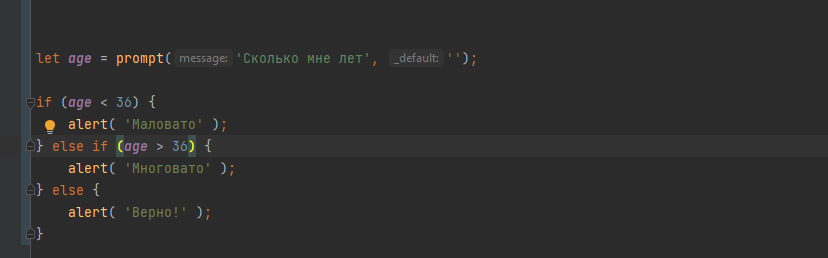 let age = prompt( message: 'Сколько мне лет', _default: '');
if (age < 36) {
alert( 'Маловато' );
} else if (age > 36) {
alert( 'Многовато' );
} else {
alert( 'Верно!' );
}